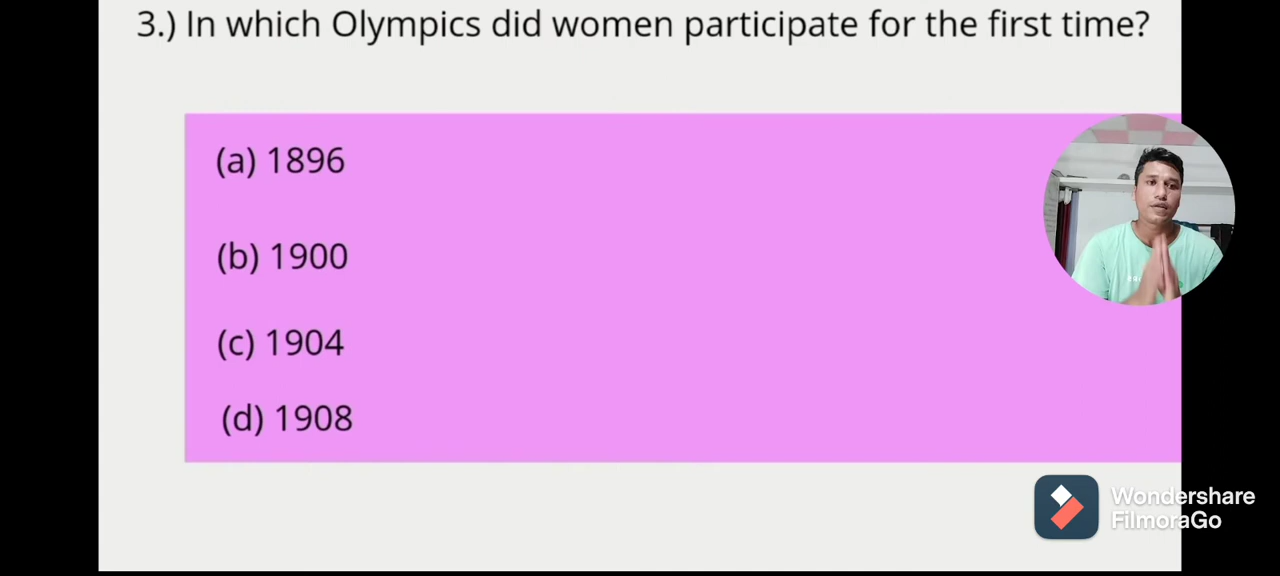 3.) In which Olympics did women participate for the first time?
(a) 1896
(b) 1900
(c) 1904
(d) 1908
Wondershare
FilmoraGo